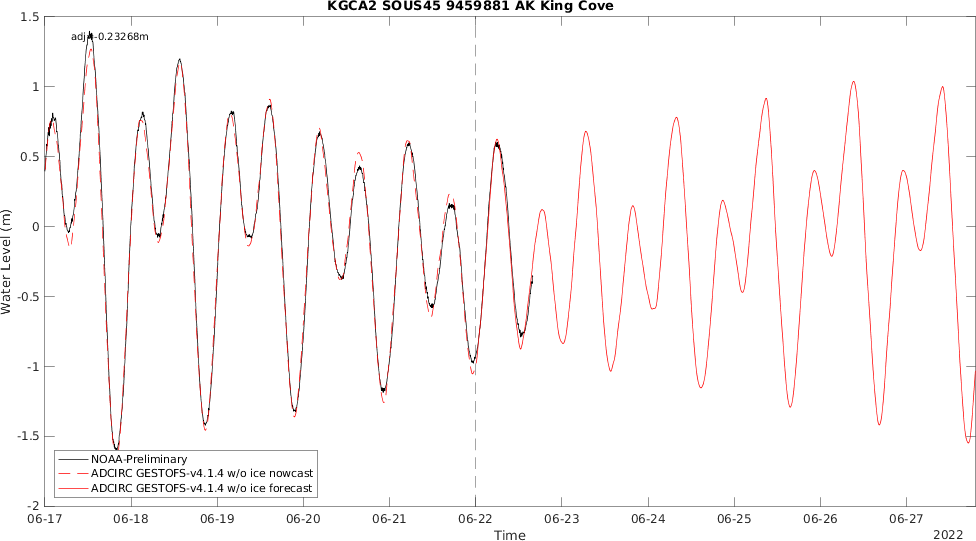 KGCA2 SOUS45 9459881 AK King Cove
1.5
1
0.5
0
-0.5
-1
-1.5
-2
Water Level (m)
adj=-0.23268m
NOAA-Preliminary
ADCIRC GESTOFS-v4.1.4 w/o ice nowcast
ADCIRC GESTOFS-v4.1.4 w/o ice forecast
06-17 06-18 06-19 06-20 06-21 06-22 06-23 06-24 06-25 06-26 06-27
Time
2022